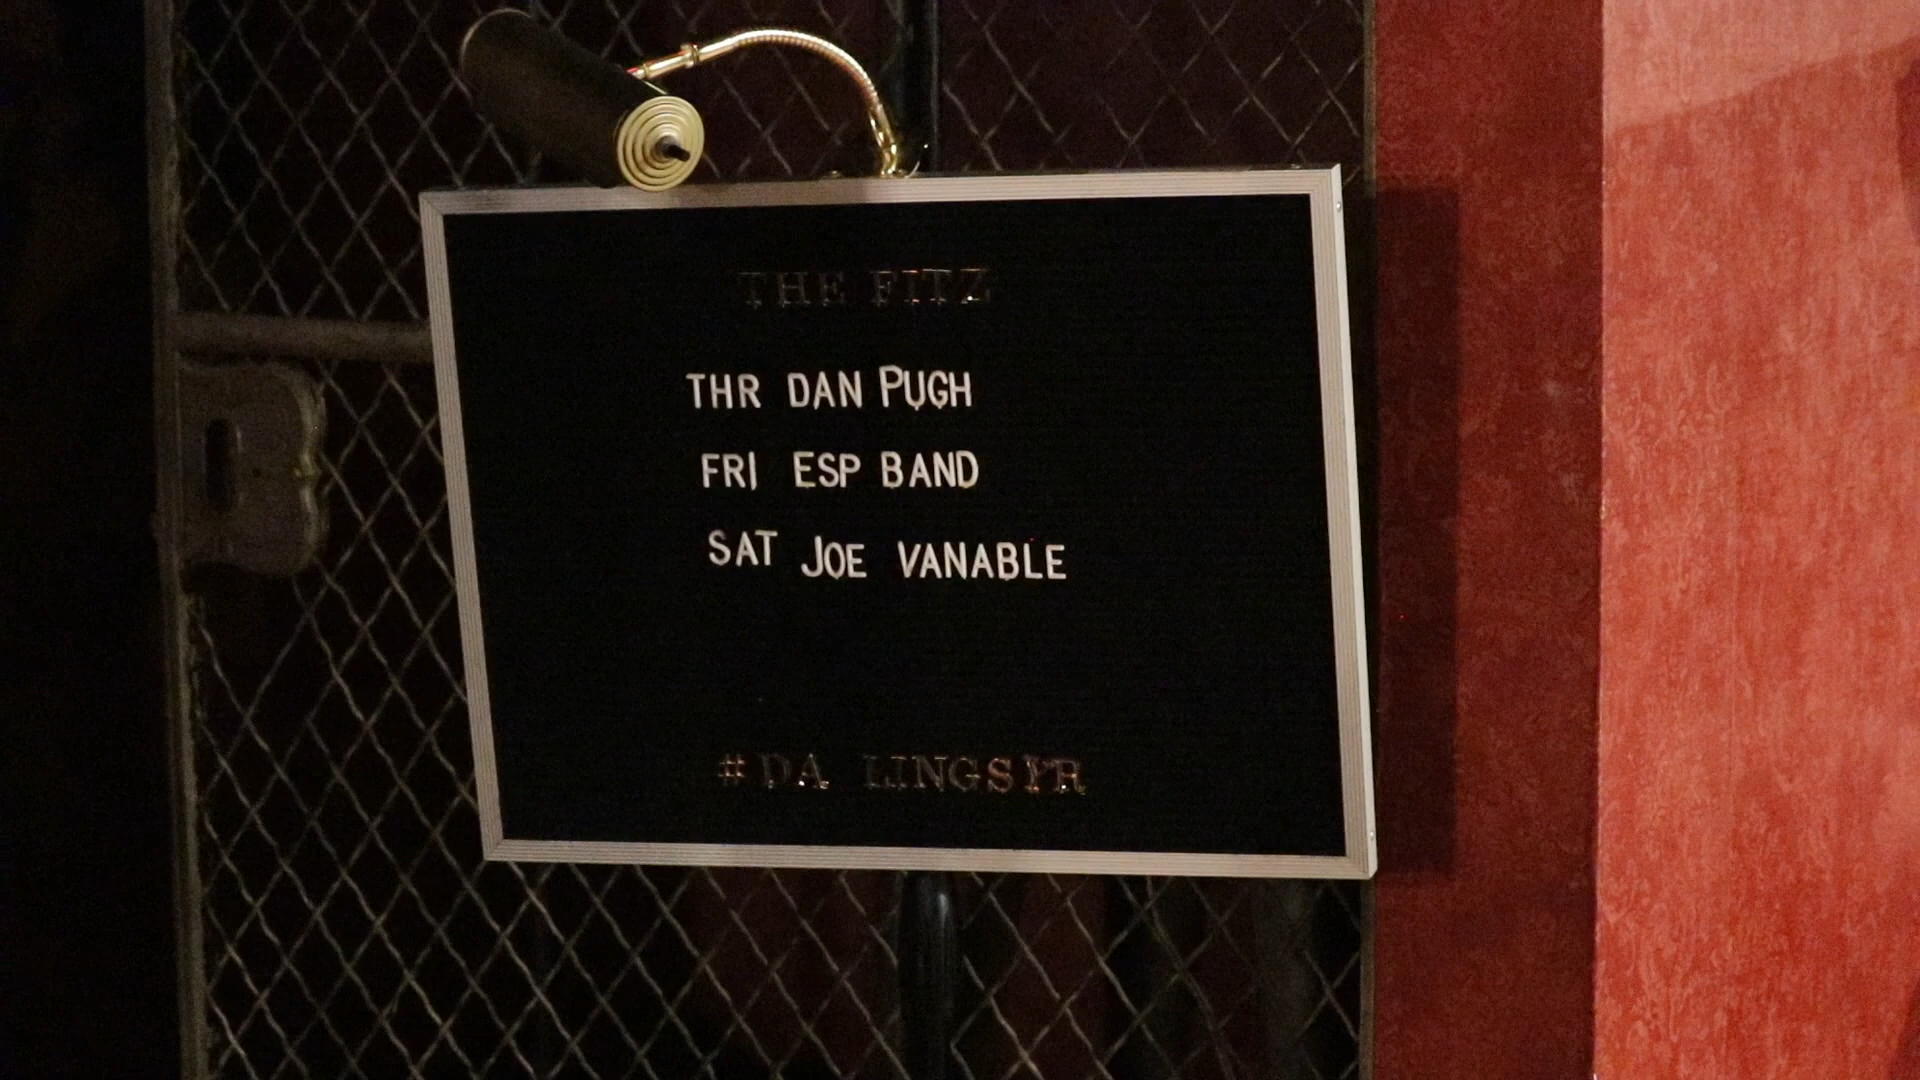 THE FITZ
THR DAN PUGH
FRI ESP BAND
SAT JOE VANABLE
#DA LINGSYR